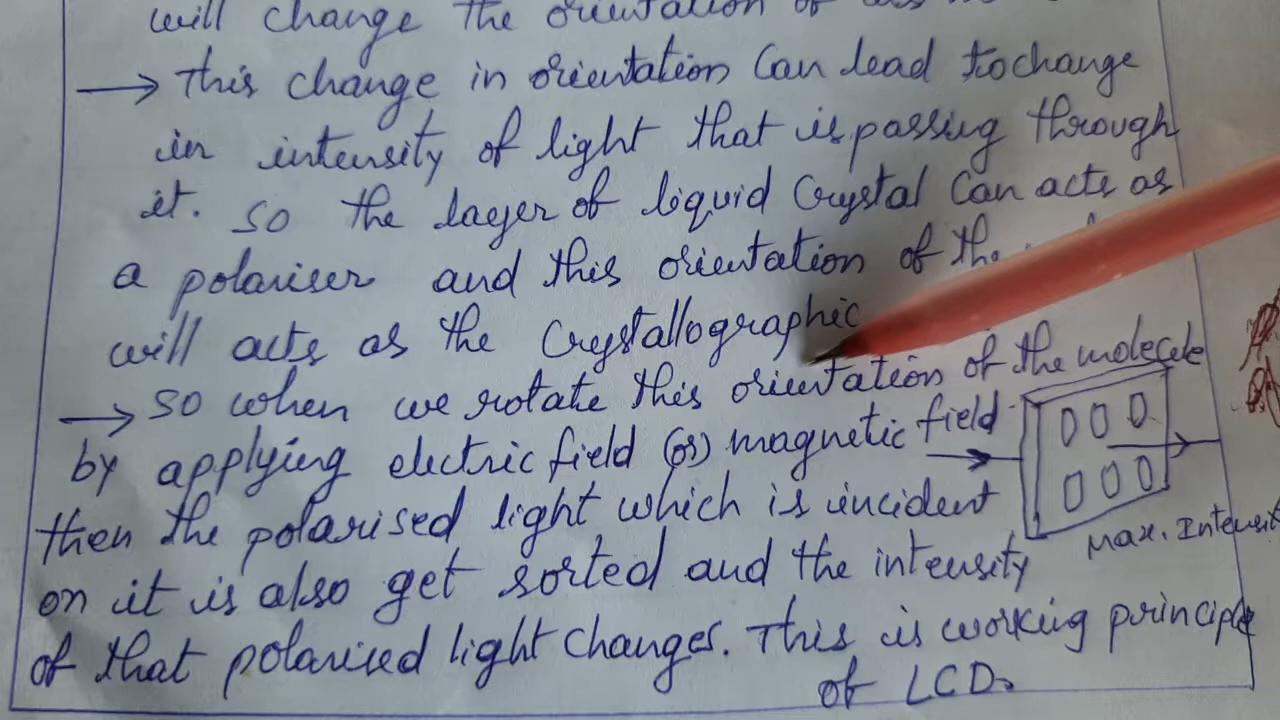 will change the orientation of
→ This change in orientation can lead to change
in intensity of light that is passing through
it. so the layer of liquid crystal can acts as
a polariser and this orientation of the
will acts as the crystallographic
→ so when we rotate this orientation of the molecule
by applying electric field (or) magnetic field
then the polarised light which is incident
on it is also get sorted and the intensity
Max. Intensit
of that polarised light changes. This is working principle
of LCD.